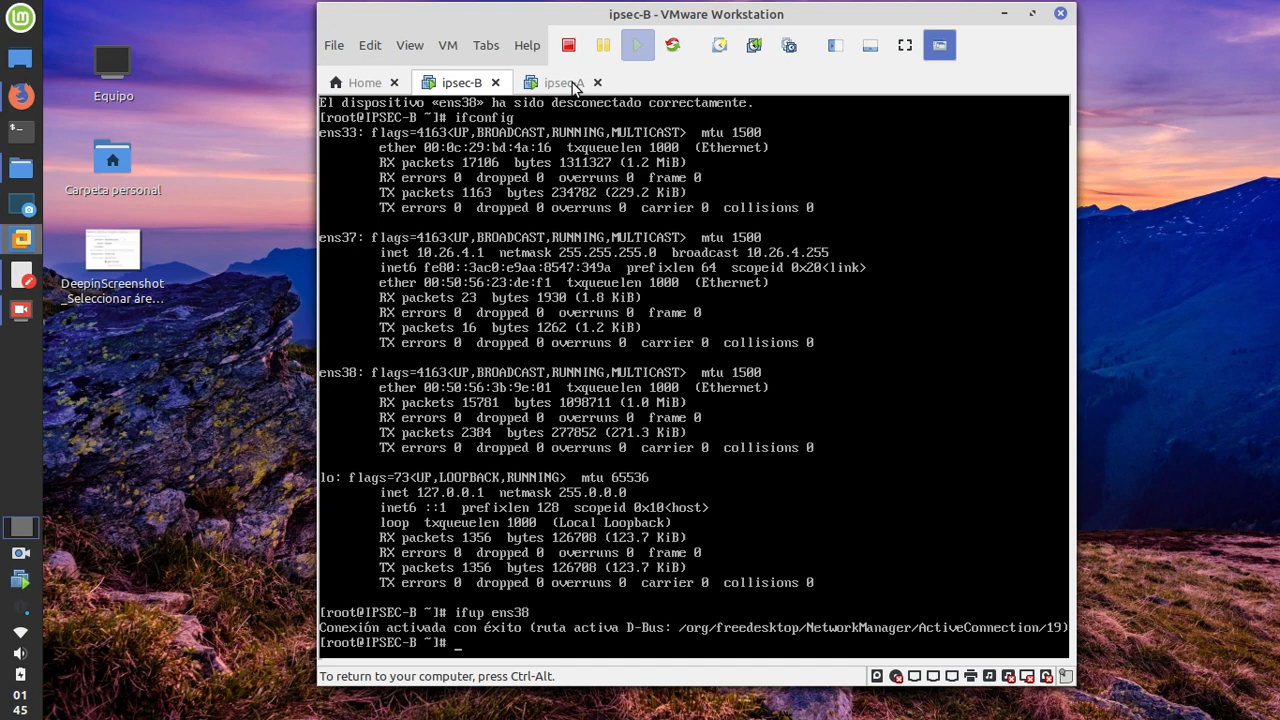 ipsec-B - VMware Workstation
File Edit View VM Tabs Help
Home ipsec-B ipsec-A
Equipo
Carpeta personal
DeepinScreenshot
_Seleccionar áre...
El dispositivo «ens38» ha sido desconectado correctamente.
[root@IPSEC-B ~]# ifconfig
ens33: flags=4163<UP,BROADCAST,RUNNING,MULTICAST> mtu 1500
ether 00:0c:29:bd:4a:16 txqueuelen 1000 (Ethernet)
RX packets 17106 bytes 1311327 (1.2 MiB)
RX errors 0 dropped 0 overruns 0 frame 0
TX packets 1163 bytes 234782 (229.2 KiB)
TX errors 0 dropped 0 overruns 0 carrier 0 collisions 0
ens37: flags=4163<UP,BROADCAST,RUNNING,MULTICAST> mtu 1500
inet 10.26.4.1 netmask 255.255.255.0 broadcast 10.26.4.255
inet6 fe80::3ac0:e9aa:8547:349a prefixlen 64 scopeid 0x20<link>
ether 00:50:56:23:de:f1 txqueuelen 1000 (Ethernet)
RX packets 23 bytes 1930 (1.8 KiB)
RX errors 0 dropped 0 overruns 0 frame 0
TX packets 16 bytes 1262 (1.2 KiB)
TX errors 0 dropped 0 overruns 0 carrier 0 collisions 0
ens38: flags=4163<UP,BROADCAST,RUNNING,MULTICAST> mtu 1500
ether 00:50:56:3b:9e:01 txqueuelen 1000 (Ethernet)
RX packets 15781 bytes 1098711 (1.0 MiB)
RX errors 0 dropped 0 overruns 0 frame 0
TX packets 2384 bytes 277852 (271.3 KiB)
TX errors 0 dropped 0 overruns 0 carrier 0 collisions 0
lo: flags=73<UP,LOOPBACK,RUNNING> mtu 65536
inet 127.0.0.1 netmask 255.0.0.0
inet6 ::1 prefixlen 128 scopeid 0x10<host>
loop txqueuelen 1000 (Local Loopback)
RX packets 1356 bytes 126708 (123.7 KiB)
RX errors 0 dropped 0 overruns 0 frame 0
TX packets 1356 bytes 126708 (123.7 KiB)
TX errors 0 dropped 0 overruns 0 carrier 0 collisions 0
[root@IPSEC-B ~]# ifup ens38
Conexión activada con éxito (ruta activa D-Bus: /org/freedesktop/NetworkManager/ActiveConnection/19)
[root@IPSEC-B ~]# _
To return to your computer, press Ctrl-Alt.
01
45